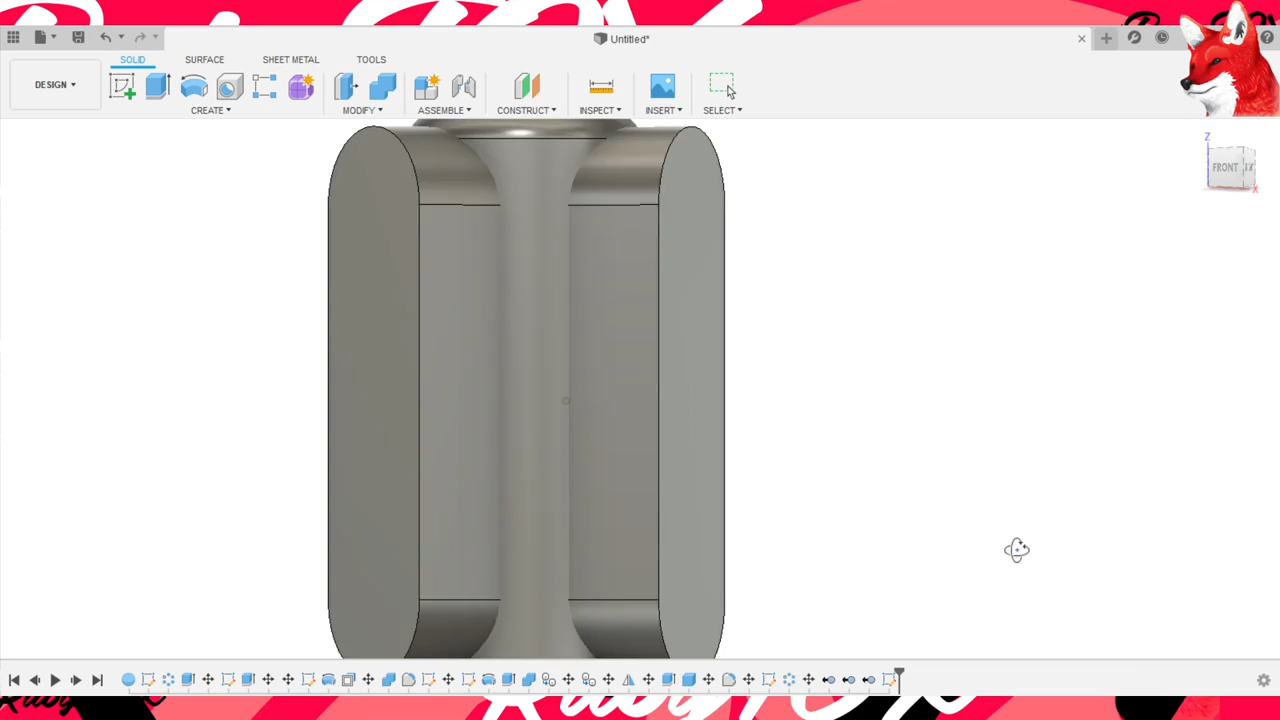 Untitled*
SOLID SURFACE SHEET METAL TOOLS
DESIGN
CREATE MODIFY ASSEMBLE CONSTRUCT INSPECT INSERT SELECT
Z
FRONT
X